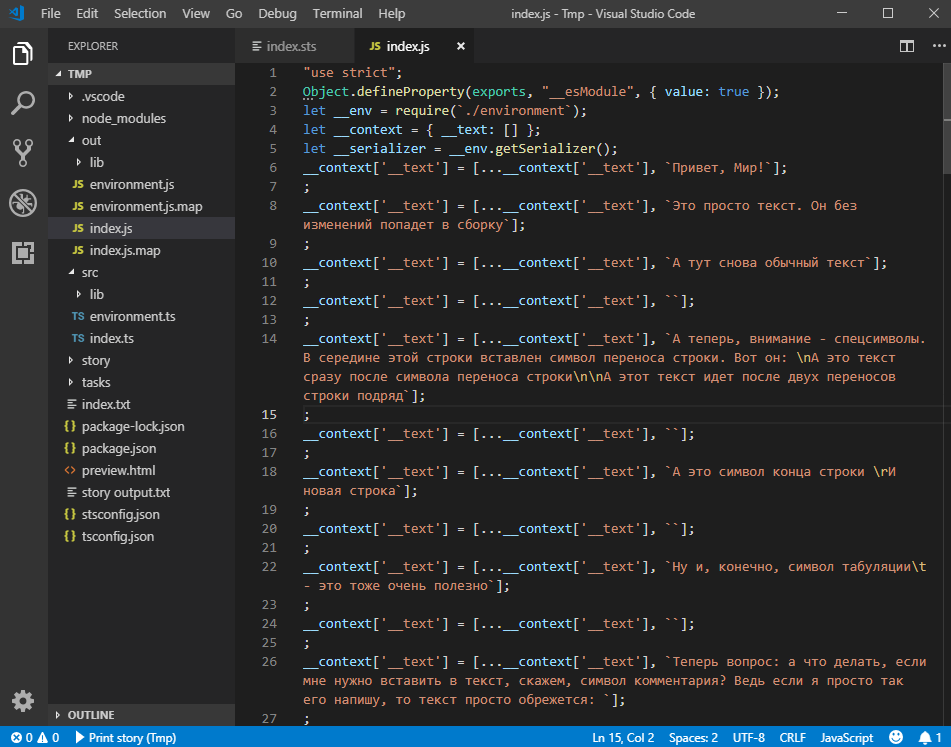 File Edit Selection View Go Debug Terminal Help index.js - Tmp - Visual Studio Code
EXPLORER
TMP
.vscode
node_modules
out
lib
JS environment.js
JS environment.js.map
JS index.js
JS index.js.map
src
lib
TS environment.ts
TS index.ts
story
tasks
index.txt
{} package-lock.json
{} package.json
<> preview.html
story output.txt
{} stsconfig.json
{} tsconfig.json
OUTLINE
index.sts JS index.js ×
1 "use strict";
2 Object.defineProperty(exports, "__esModule", { value: true });
3 let __env = require(`./environment`);
4 let __context = { __text: [] };
5 let __serializer = __env.getSerializer();
6 __context['__text'] = [...__context['__text'], `Привет, Мир!`];
7 ;
8 __context['__text'] = [...__context['__text'], `Это просто текст. Он без
изменений попадет в сборку`];
9 ;
10 __context['__text'] = [...__context['__text'], `А тут снова обычный текст`];
11 ;
12 __context['__text'] = [...__context['__text'], ``];
13 ;
14 __context['__text'] = [...__context['__text'], `А теперь, внимание - спецсимволы.
В середине этой строки вставлен символ переноса строки. Вот он: \nА это текст
сразу после символа переноса строки\n\nА этот текст идет после двух переносов
строки подряд`];
15 ;
16 __context['__text'] = [...__context['__text'], ``];
17 ;
18 __context['__text'] = [...__context['__text'], `А это символ конца строки \rИ
новая строка`];
19 ;
20 __context['__text'] = [...__context['__text'], ``];
21 ;
22 __context['__text'] = [...__context['__text'], `Ну и, конечно, символ табуляции\t
- это тоже очень полезно`];
23 ;
24 __context['__text'] = [...__context['__text'], ``];
25 ;
26 __context['__text'] = [...__context['__text'], `Теперь вопрос: а что делать, если
мне нужно вставить в текст, скажем, символ комментария? Ведь если я просто так
его напишу, то текст просто обрежется: `];
27 ;
0 0 Print story (Tmp) Ln 15, Col 2 Spaces: 2 UTF-8 CRLF JavaScript 1